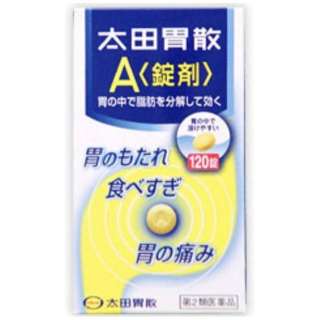 太田胃散
A〈錠剤〉
胃の中で脂肪を分解して効く
胃の中で
溶けやすい
120錠
胃のもたれ
食べすぎ
胃の痛み
太田胃散
第2類医薬品